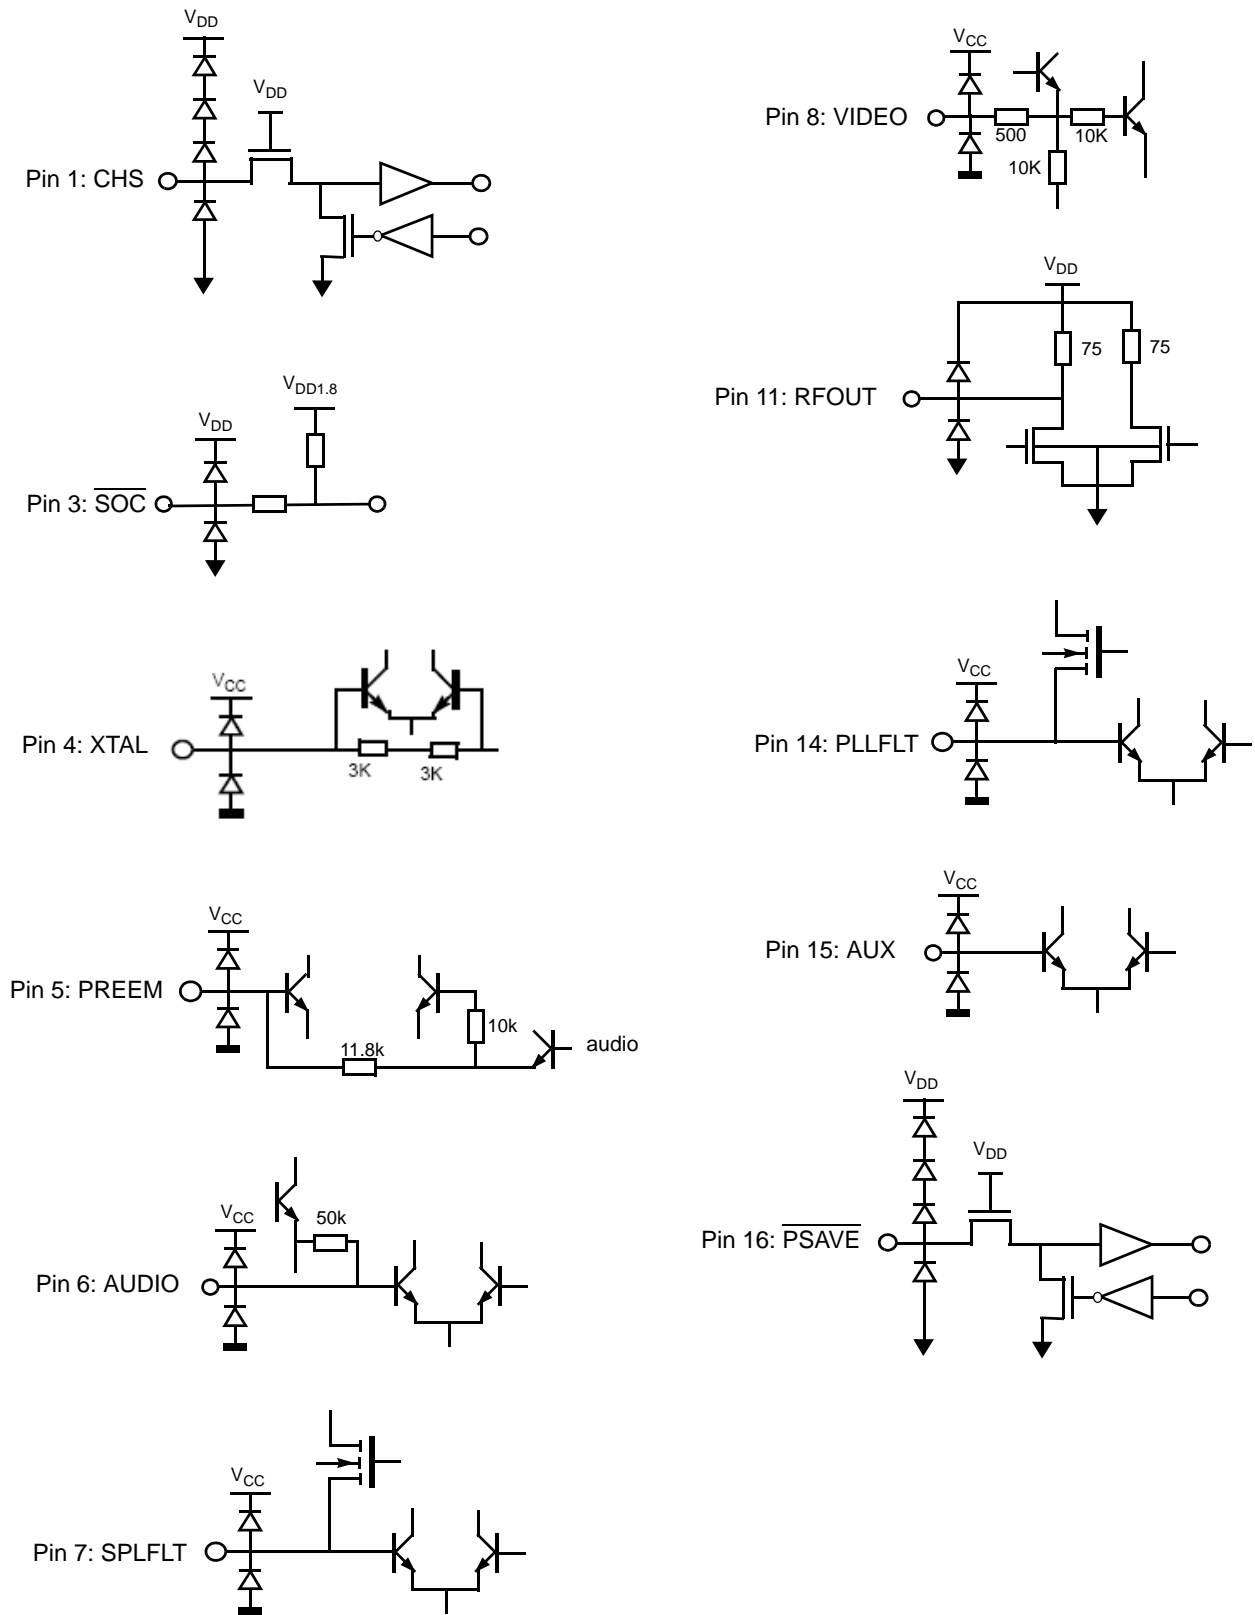 VDD
VDD
Pin 1: CHS
VDD1.8
VDD
Pin 3: SOC
VCC
Pin 4: XTAL
3K
3K
VCC
Pin 5: PREEM
10k
11.8k
audio
VCC
50k
Pin 6: AUDIO
VCC
Pin 7: SPLFLT
VCC
Pin 8: VIDEO
500
10K
10K
VDD
75
75
Pin 11: RFOUT
VCC
Pin 14: PLLFLT
VCC
Pin 15: AUX
VDD
VDD
Pin 16: PSAVE